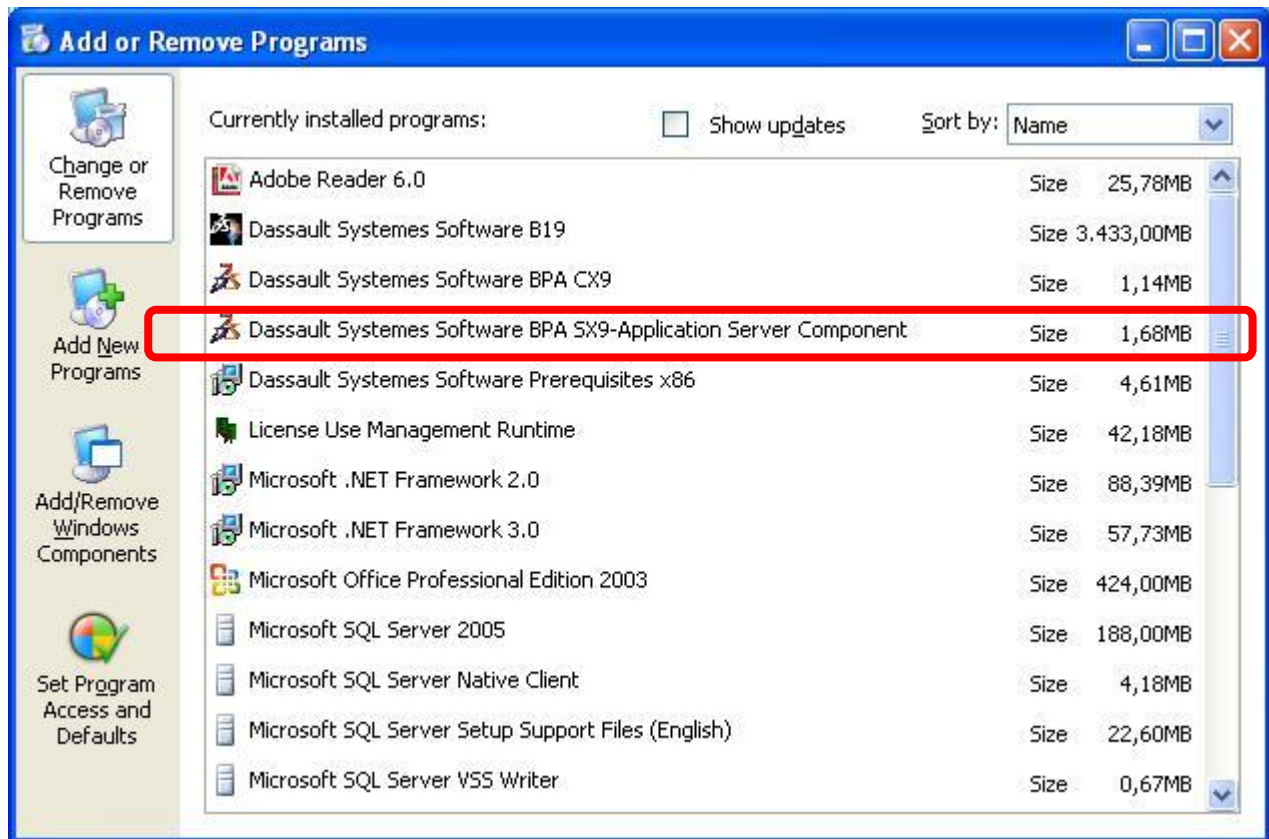 Add or Remove Programs
Change or
Remove
Programs
Add New
Programs
Add/Remove
Windows
Components
Set Program
Access and
Defaults
Currently installed programs: Show updates Sort by: Name
Adobe Reader 6.0 Size 25,78MB
Dassault Systemes Software B19 Size 3.433,00MB
Dassault Systemes Software BPA CX9 Size 1,14MB
Dassault Systemes Software BPA SX9-Application Server Component Size 1,68MB
Dassault Systemes Software Prerequisites x86 Size 4,61MB
License Use Management Runtime Size 42,18MB
Microsoft .NET Framework 2.0 Size 88,39MB
Microsoft .NET Framework 3.0 Size 57,73MB
Microsoft Office Professional Edition 2003 Size 424,00MB
Microsoft SQL Server 2005 Size 188,00MB
Microsoft SQL Server Native Client Size 4,18MB
Microsoft SQL Server Setup Support Files (English) Size 22,60MB
Microsoft SQL Server VSS Writer Size 0,67MB